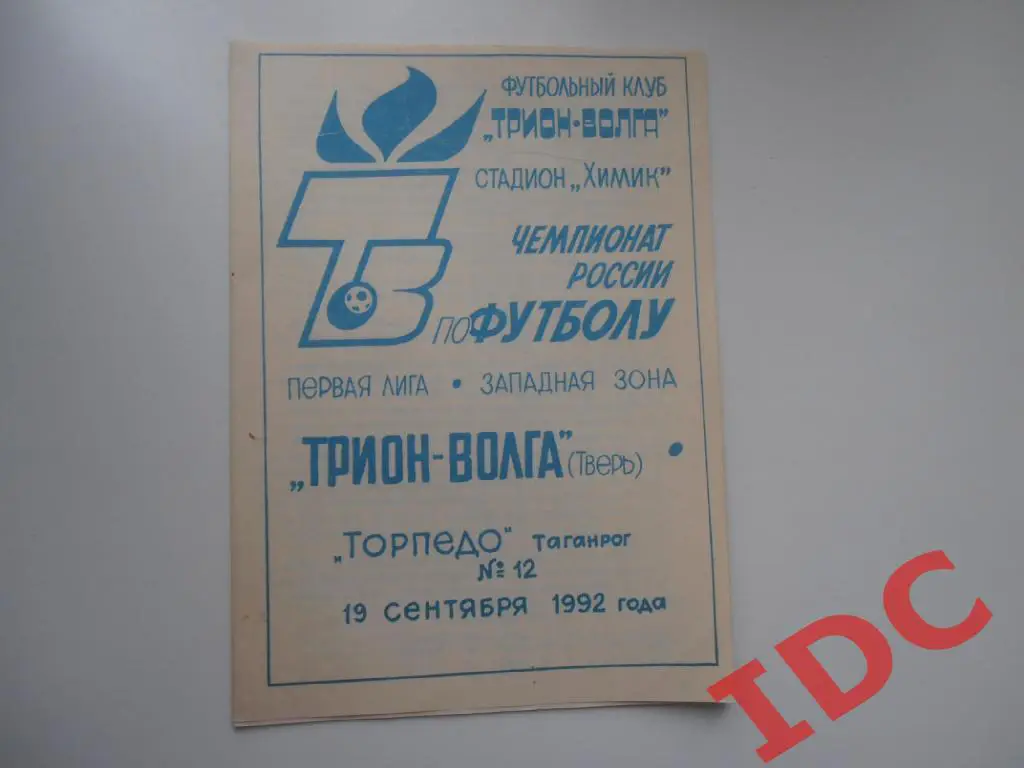 ФУТБОЛЬНЫЙ КЛУБ
„ТРИОН-ВОЛГА”
СТАДИОН „ХИМИК”
ТВ
ЧЕМПИОНАТ
РОССИИ
ПО ФУТБОЛУ
ПЕРВАЯ ЛИГА • ЗАПАДНАЯ ЗОНА
„ТРИОН-ВОЛГА” (ТВЕРЬ) •
„ТОРПЕДО” ТАГАНРОГ
№ 12
19 СЕНТЯБРЯ 1992 ГОДА
IDC